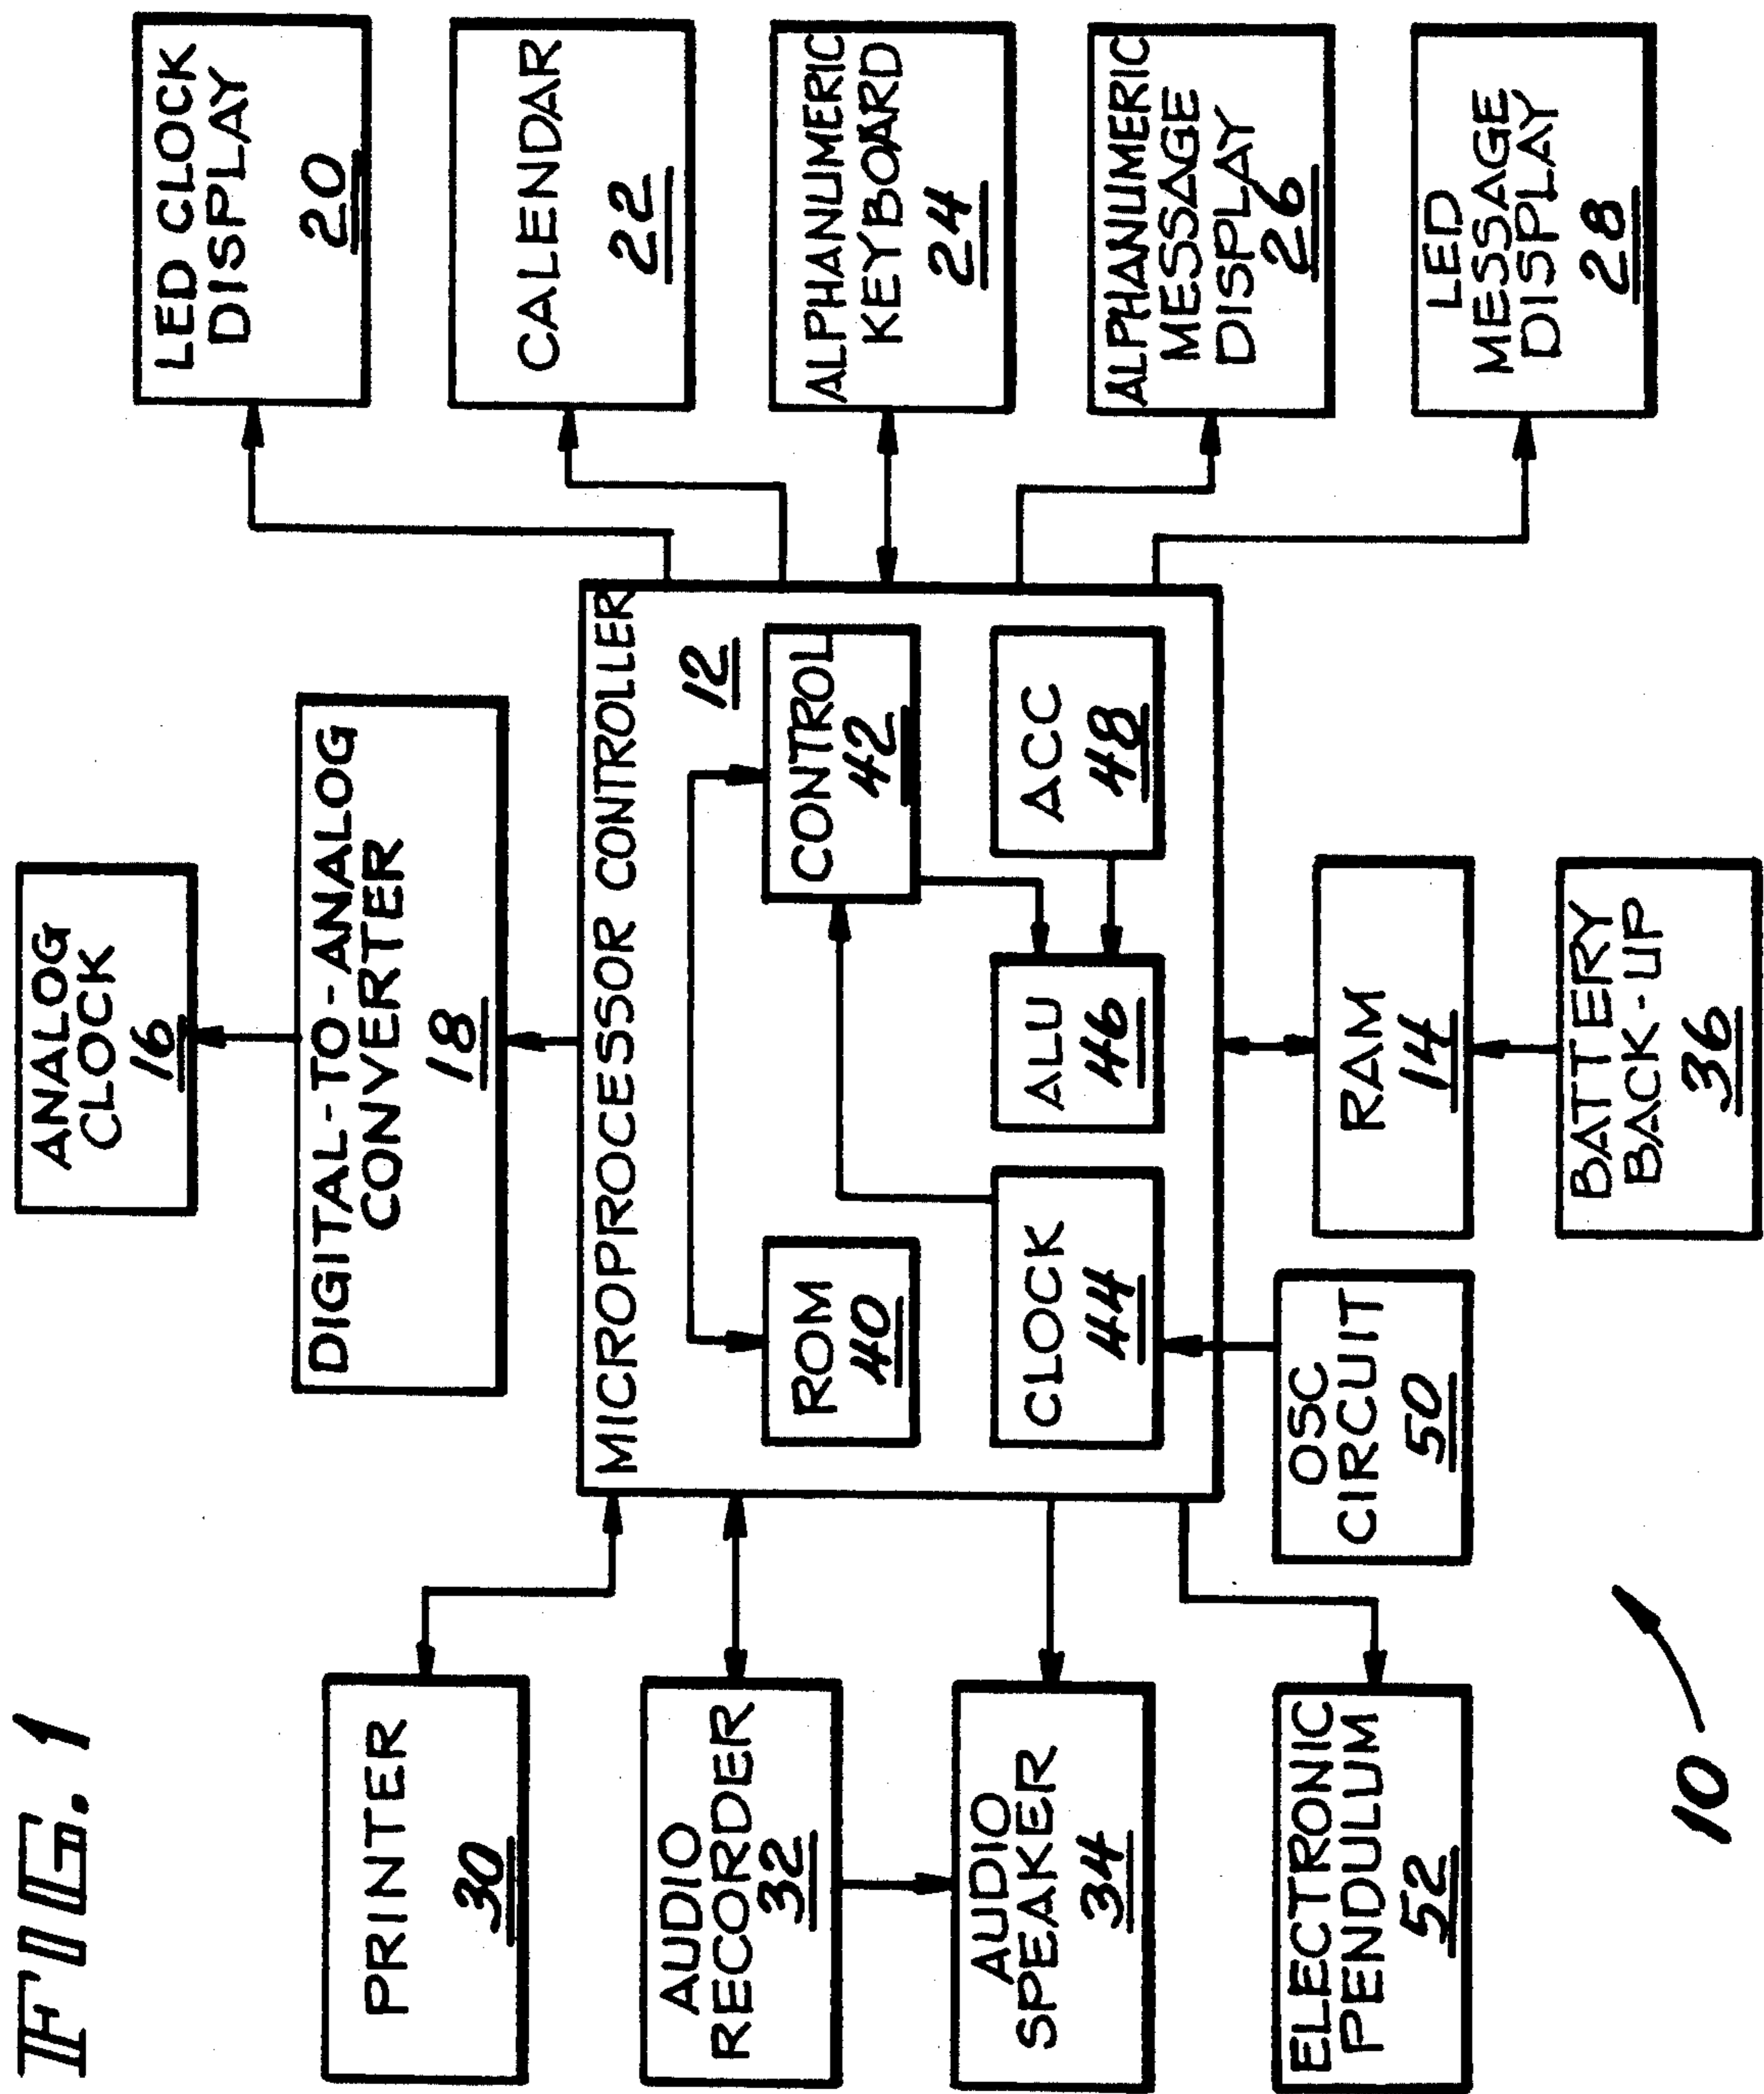 FIG. 1
ANALOG
CLOCK
16
DIGITAL-TO-ANALOG
CONVERTER
18
PRINTER
30
AUDIO
RECORDER
32
AUDIO
SPEAKER
34
ELECTRONIC
PENDULUM
52
MICROPROCESSOR CONTROLLER
12
ROM
40
CONTROL
42
CLOCK
44
ALU
46
ACC
48
LED CLOCK
DISPLAY
20
CALENDAR
22
ALPHANUMERIC
KEYBOARD
24
ALPHANUMERIC
MESSAGE
DISPLAY
26
LED
MESSAGE
DISPLAY
28
OSC
CIRCUIT
50
RAM
14
BATTERY
BACK-UP
36
10